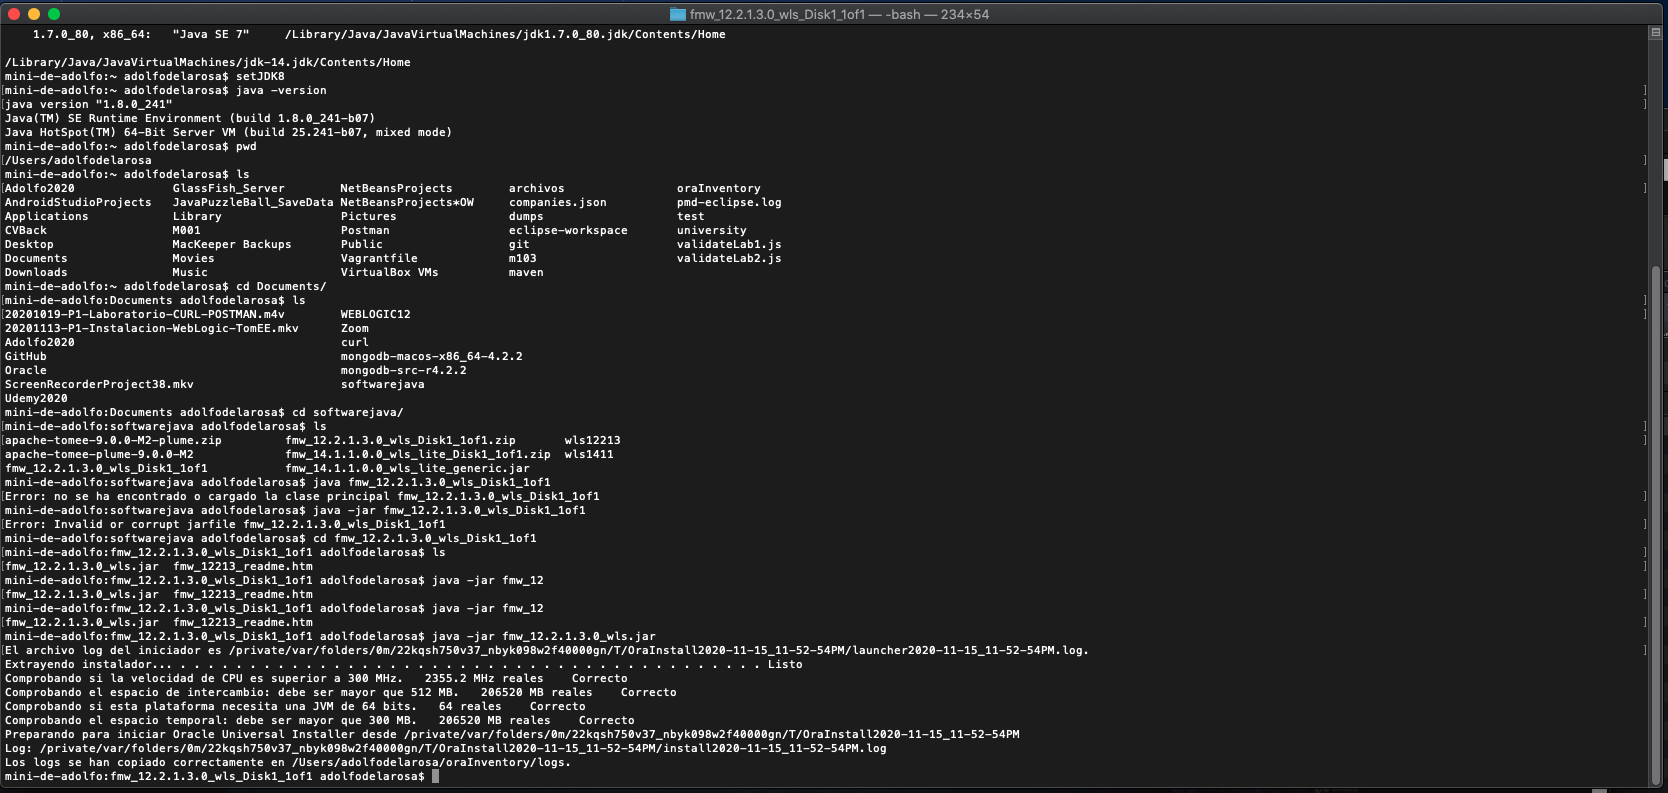 fmw_12.2.1.3.0_wls_Disk1_1of1 — -bash — 234×54
1.7.0_80, x86_64:   "Java SE 7"     /Library/Java/JavaVirtualMachines/jdk1.7.0_80.jdk/Contents/Home
/Library/Java/JavaVirtualMachines/jdk-14.jdk/Contents/Home
mini-de-adolfo:~ adolfodelarosa$ setJDK8
[mini-de-adolfo:~ adolfodelarosa$ java -version ]
[java version "1.8.0_241" ]
Java(TM) SE Runtime Environment (build 1.8.0_241-b07)
Java HotSpot(TM) 64-Bit Server VM (build 25.241-b07, mixed mode)
mini-de-adolfo:~ adolfodelarosa$ pwd
[/Users/adolfodelarosa ]
mini-de-adolfo:~ adolfodelarosa$ ls
[Adolfo2020              GlassFish_Server        NetBeansProjects        archivos                oraInventory ]
AndroidStudioProjects   JavaPuzzleBall_SaveData NetBeansProjects*OW     companies.json          pmd-eclipse.log
Applications            Library                 Pictures                dumps                   test
CVBack                  M001                    Postman                 eclipse-workspace       university
Desktop                 MacKeeper Backups       Public                  git                     validateLab1.js
Documents               Movies                  Vagrantfile             m103                    validateLab2.js
Downloads               Music                   VirtualBox VMs          maven
mini-de-adolfo:~ adolfodelarosa$ cd Documents/
[mini-de-adolfo:Documents adolfodelarosa$ ls ]
[20201019-P1-Laboratorio-CURL-POSTMAN.m4v        WEBLOGIC12 ]
20201113-P1-Instalacion-WebLogic-TomEE.mkv      Zoom
Adolfo2020                                      curl
GitHub                                          mongodb-macos-x86_64-4.2.2
Oracle                                          mongodb-src-r4.2.2
ScreenRecorderProject38.mkv                     softwarejava
Udemy2020
mini-de-adolfo:Documents adolfodelarosa$ cd softwarejava/
[mini-de-adolfo:softwarejava adolfodelarosa$ ls ]
[apache-tomee-9.0.0-M2-plume.zip         fmw_12.2.1.3.0_wls_Disk1_1of1.zip       wls12213 ]
apache-tomee-plume-9.0.0-M2             fmw_14.1.1.0.0_wls_lite_Disk1_1of1.zip  wls1411
fmw_12.2.1.3.0_wls_Disk1_1of1           fmw_14.1.1.0.0_wls_lite_generic.jar
mini-de-adolfo:softwarejava adolfodelarosa$ java fmw_12.2.1.3.0_wls_Disk1_1of1
[Error: no se ha encontrado o cargado la clase principal fmw_12.2.1.3.0_wls_Disk1_1of1 ]
mini-de-adolfo:softwarejava adolfodelarosa$ java -jar fmw_12.2.1.3.0_wls_Disk1_1of1
[Error: Invalid or corrupt jarfile fmw_12.2.1.3.0_wls_Disk1_1of1 ]
mini-de-adolfo:softwarejava adolfodelarosa$ cd fmw_12.2.1.3.0_wls_Disk1_1of1
[mini-de-adolfo:fmw_12.2.1.3.0_wls_Disk1_1of1 adolfodelarosa$ ls ]
[fmw_12.2.1.3.0_wls.jar  fmw_12213_readme.htm ]
mini-de-adolfo:fmw_12.2.1.3.0_wls_Disk1_1of1 adolfodelarosa$ java -jar fmw_12
[fmw_12.2.1.3.0_wls.jar  fmw_12213_readme.htm ]
mini-de-adolfo:fmw_12.2.1.3.0_wls_Disk1_1of1 adolfodelarosa$ java -jar fmw_12
[fmw_12.2.1.3.0_wls.jar  fmw_12213_readme.htm ]
mini-de-adolfo:fmw_12.2.1.3.0_wls_Disk1_1of1 adolfodelarosa$ java -jar fmw_12.2.1.3.0_wls.jar
[El archivo log del iniciador es /private/var/folders/0m/22kqsh750v37_nbyk098w2f40000gn/T/OraInstall2020-11-15_11-52-54PM/launcher2020-11-15_11-52-54PM.log. ]
Extrayendo instalador... . . . . . . . . . . . . . . . . . . . . . . . . . . . . . . . . . . . . . . . . . . Listo
Comprobando si la velocidad de CPU es superior a 300 MHz.   2355.2 MHz reales    Correcto
Comprobando el espacio de intercambio: debe ser mayor que 512 MB.   206520 MB reales    Correcto
Comprobando si esta plataforma necesita una JVM de 64 bits.   64 reales    Correcto
Comprobando el espacio temporal: debe ser mayor que 300 MB.   206520 MB reales    Correcto
Preparando para iniciar Oracle Universal Installer desde /private/var/folders/0m/22kqsh750v37_nbyk098w2f40000gn/T/OraInstall2020-11-15_11-52-54PM
Log: /private/var/folders/0m/22kqsh750v37_nbyk098w2f40000gn/T/OraInstall2020-11-15_11-52-54PM/install2020-11-15_11-52-54PM.log
Los logs se han copiado correctamente en /Users/adolfodelarosa/oraInventory/logs.
mini-de-adolfo:fmw_12.2.1.3.0_wls_Disk1_1of1 adolfodelarosa$